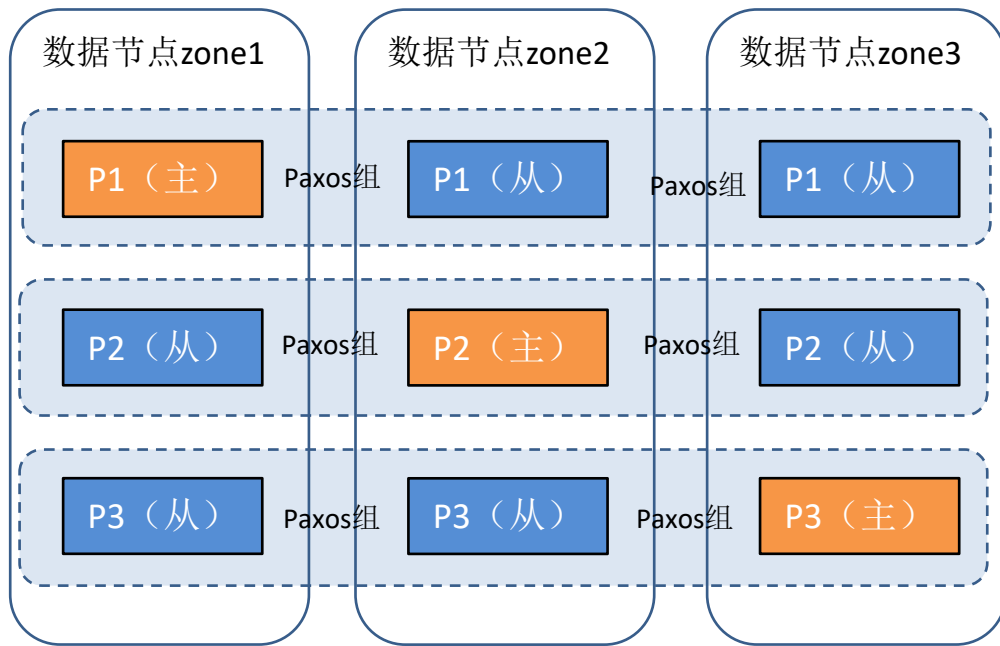 数据节点zone1
数据节点zone2
数据节点zone3
P1（主）
Paxos组
P1（从）
Paxos组
P1（从）
P2（从）
Paxos组
P2（主）
Paxos组
P2（从）
P3（从）
Paxos组
P3（从）
Paxos组
P3（主）